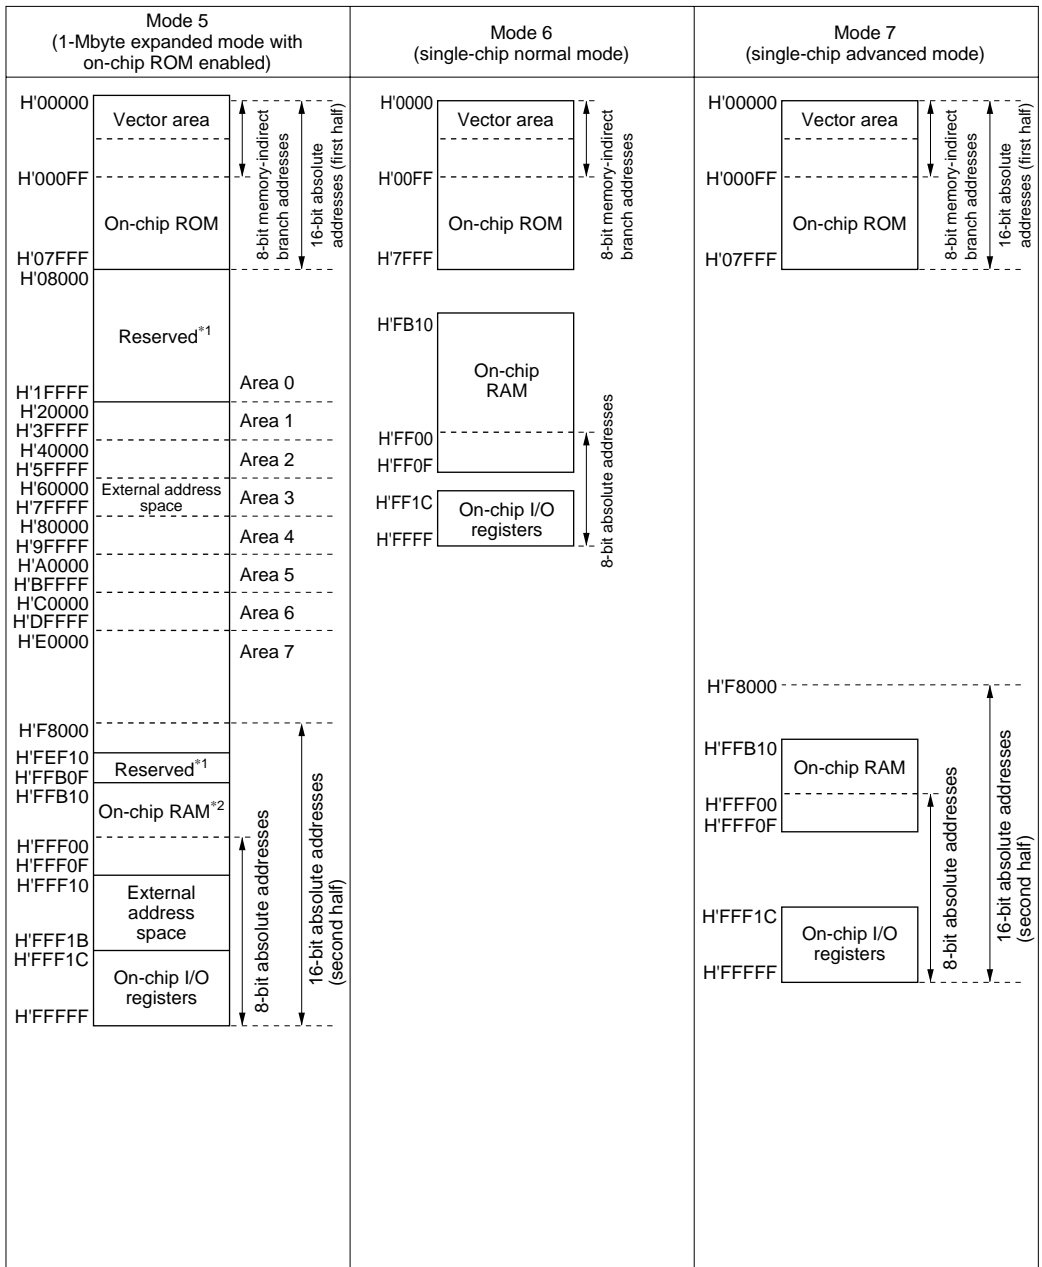 Mode 5
(1-Mbyte expanded mode with
on-chip ROM enabled)
H'00000
Vector area
H'000FF
On-chip ROM
H'07FFF
H'08000
8-bit memory-indirect
branch addresses
16-bit absolute
addresses (first half)
Reserved*1
H'1FFFF
Area 0
H'20000
H'3FFFF
Area 1
H'40000
H'5FFFF
Area 2
H'60000
H'7FFFF
External address
space
Area 3
H'80000
H'9FFFF
Area 4
H'A0000
H'BFFFF
Area 5
H'C0000
H'DFFFF
Area 6
H'E0000
Area 7
H'F8000
H'FEF10
H'FFB0F
Reserved*1
H'FFB10
On-chip RAM*2
H'FFF00
H'FFF0F
H'FFF10
External
address
space
H'FFF1B
H'FFF1C
On-chip I/O
registers
H'FFFFF
8-bit absolute addresses
16-bit absolute addresses
(second half)
Mode 6
(single-chip normal mode)
H'0000
Vector area
H'00FF
On-chip ROM
H'7FFF
8-bit memory-indirect
branch addresses
H'FB10
On-chip
RAM
H'FF00
H'FF0F
H'FF1C
On-chip I/O
registers
H'FFFF
8-bit absolute addresses
Mode 7
(single-chip advanced mode)
H'00000
Vector area
H'000FF
On-chip ROM
H'07FFF
8-bit memory-indirect
branch addresses
16-bit absolute
addresses (first half)
H'F8000
H'FFB10
On-chip RAM
H'FFF00
H'FFF0F
H'FFF1C
On-chip I/O
registers
H'FFFFF
8-bit absolute addresses
16-bit absolute addresses
(second half)